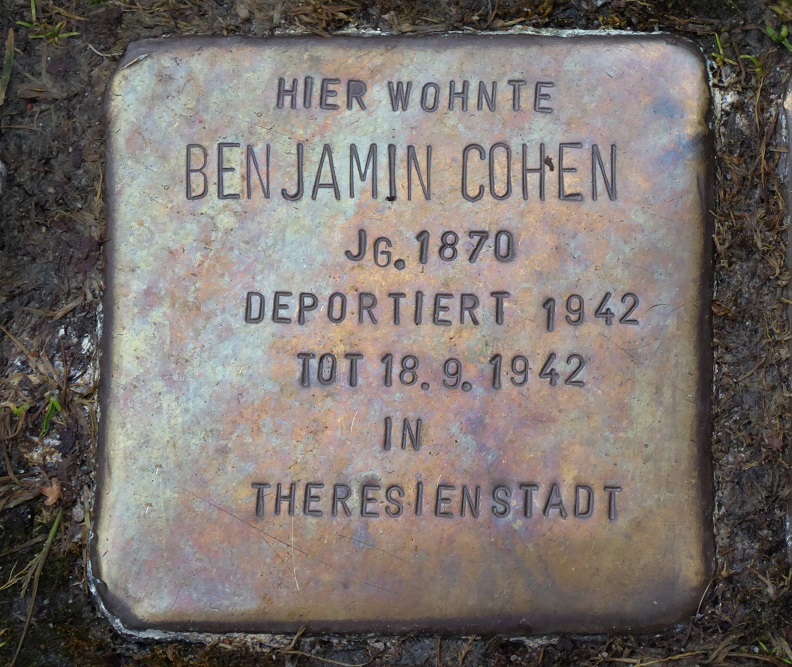 HIER WOHNTE
BENJAMIN COHEN
JG. 1870
DEPORTIERT 1942
TOT 18.9.1942
IN
THERESIENSTADT